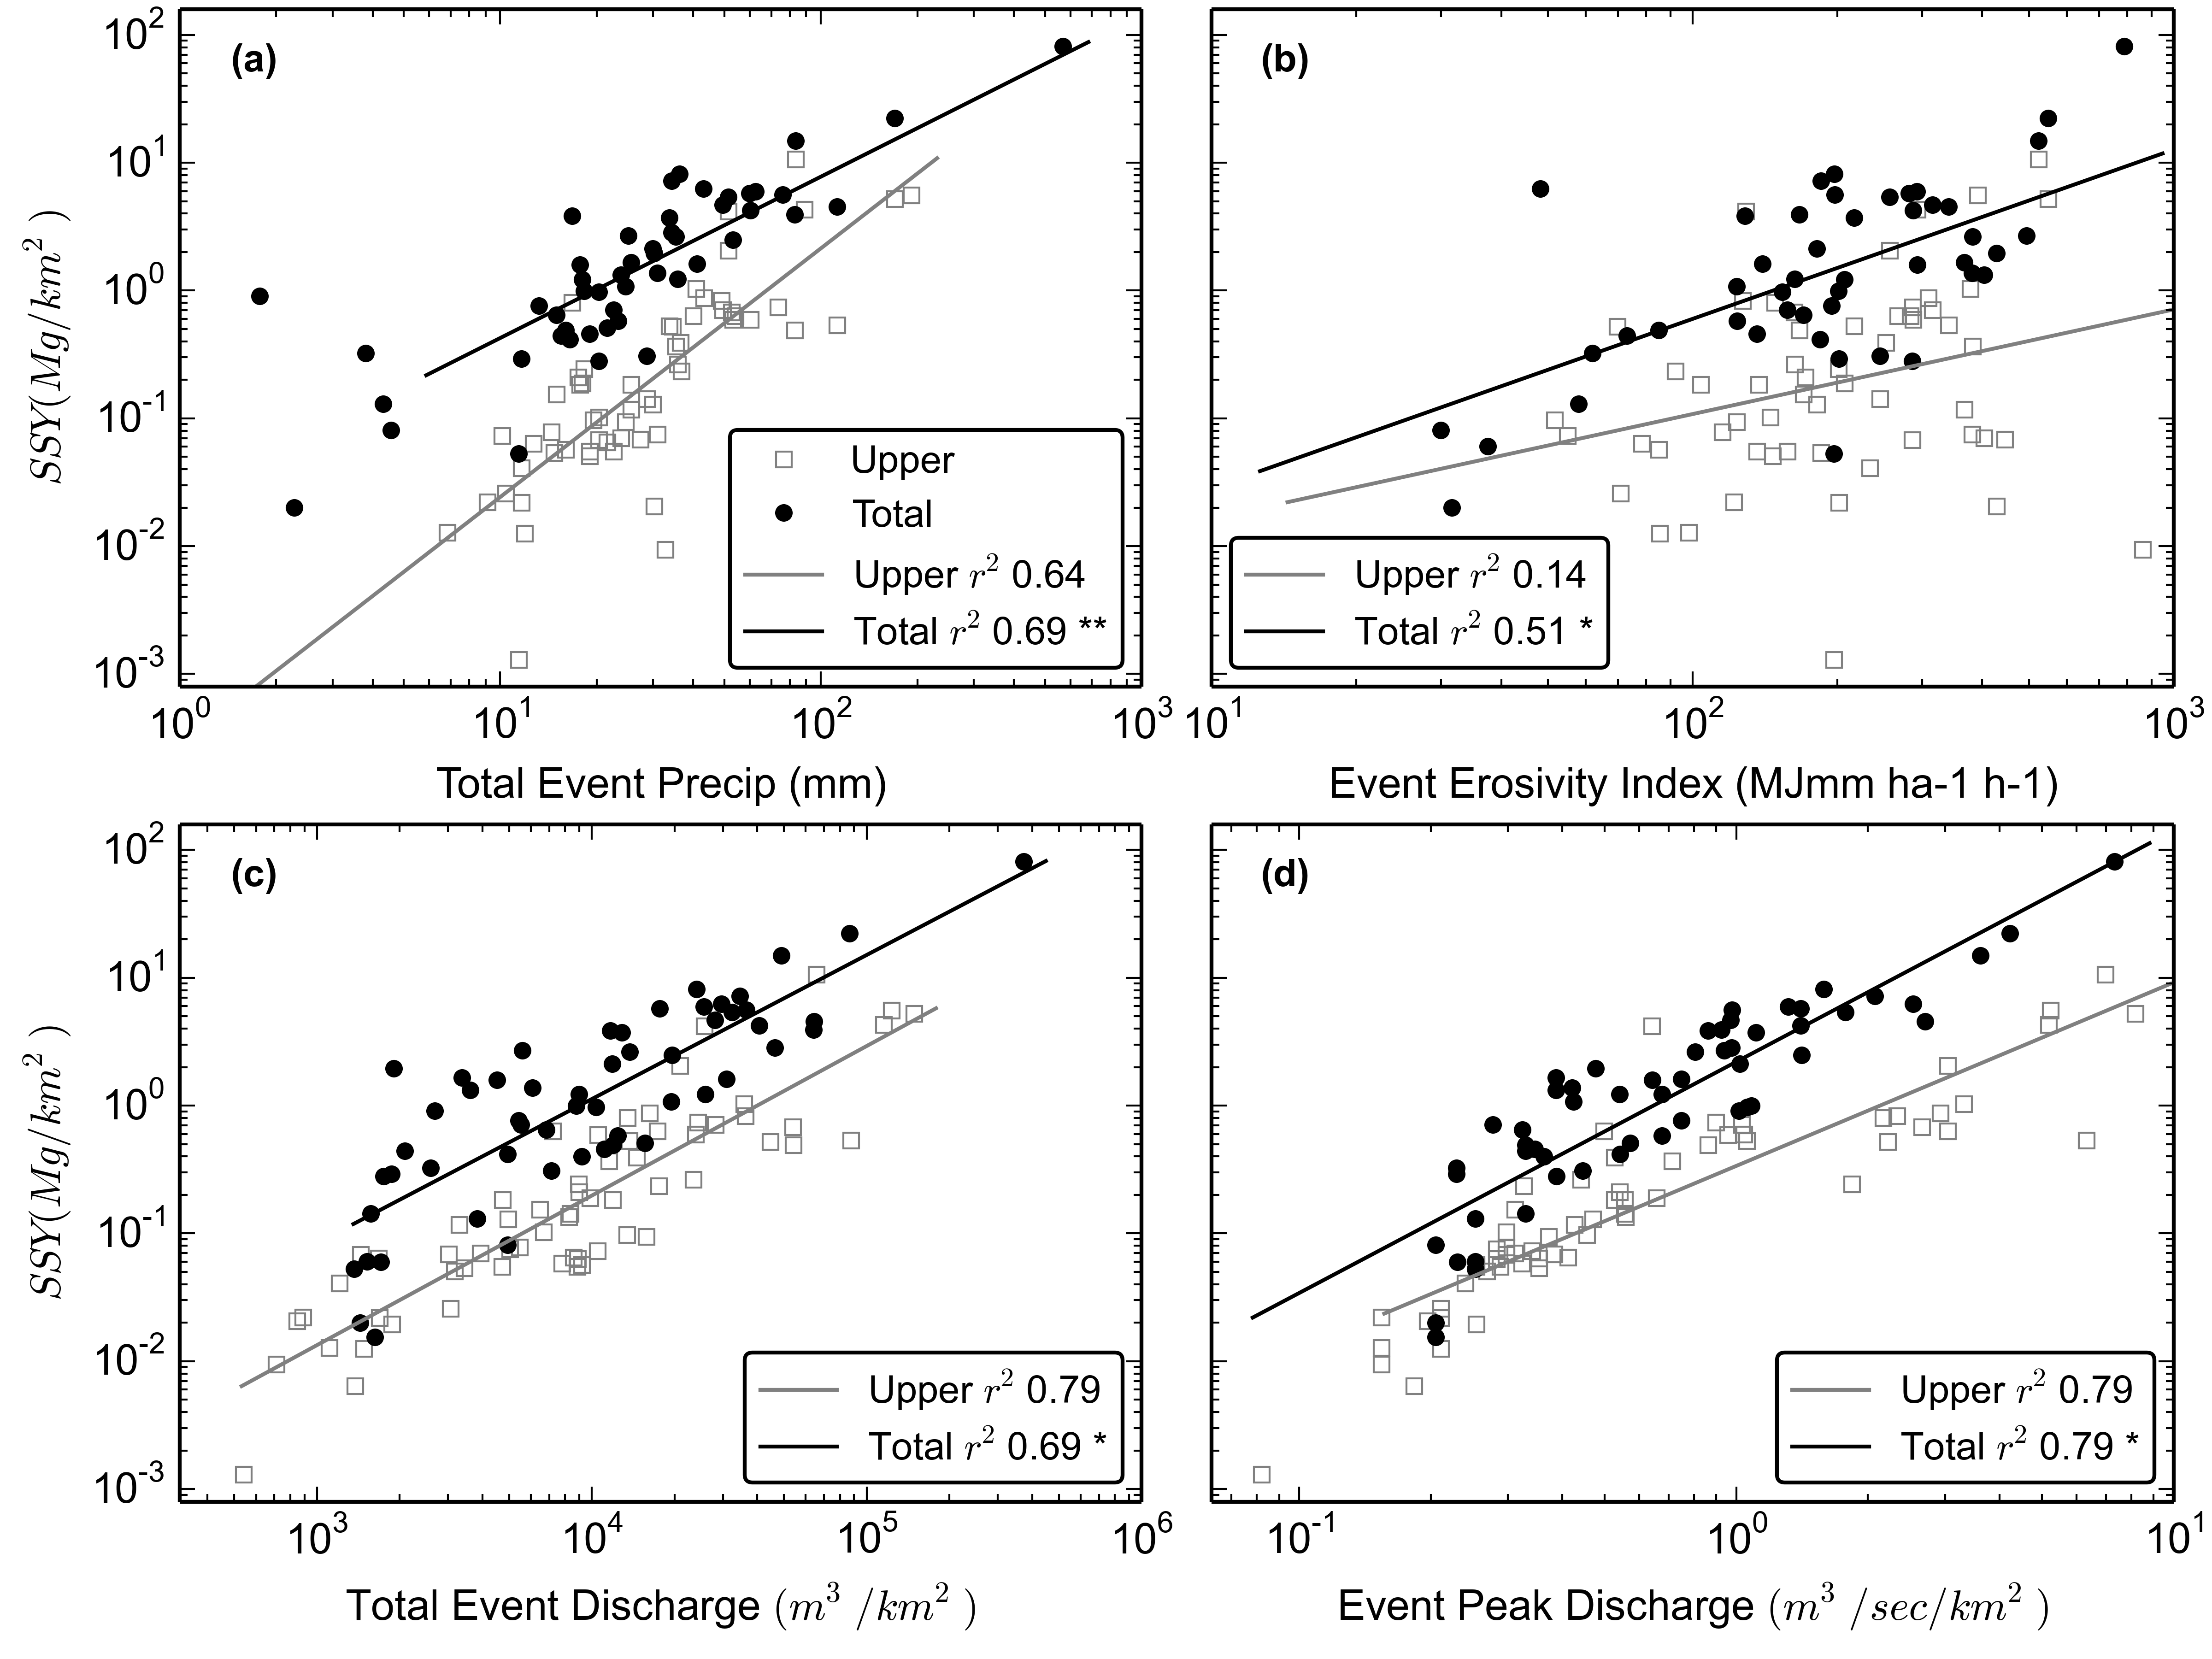 (a)
SSY(Mg/km²)
10² 10¹ 10⁰ 10⁻¹ 10⁻² 10⁻³
Upper
Total
Upper r² 0.64
Total r² 0.69 **
10⁰ 10¹ 10² 10³
Total Event Precip (mm)
(b)
Upper r² 0.14
Total r² 0.51 *
10¹ 10² 10³
Event Erosivity Index (MJmm ha-1 h-1)
(c)
SSY(Mg/km²)
10² 10¹ 10⁰ 10⁻¹ 10⁻² 10⁻³
Upper r² 0.79
Total r² 0.69 *
10³ 10⁴ 10⁵ 10⁶
Total Event Discharge (m³/km²)
(d)
Upper r² 0.79
Total r² 0.79 *
10⁻¹ 10⁰ 10¹
Event Peak Discharge (m³/sec/km²)